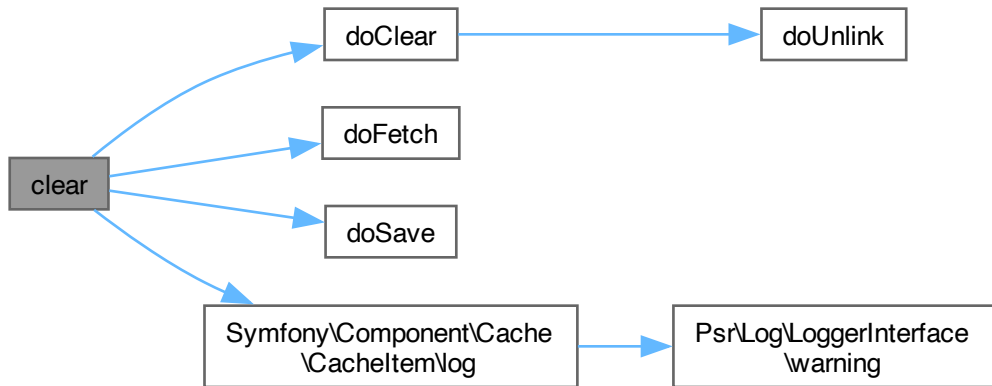 doClear
doUnlink
doFetch
clear
doSave
Symfony\Component\Cache
\CacheItem\log
Psr\Log\LoggerInterface
\warning